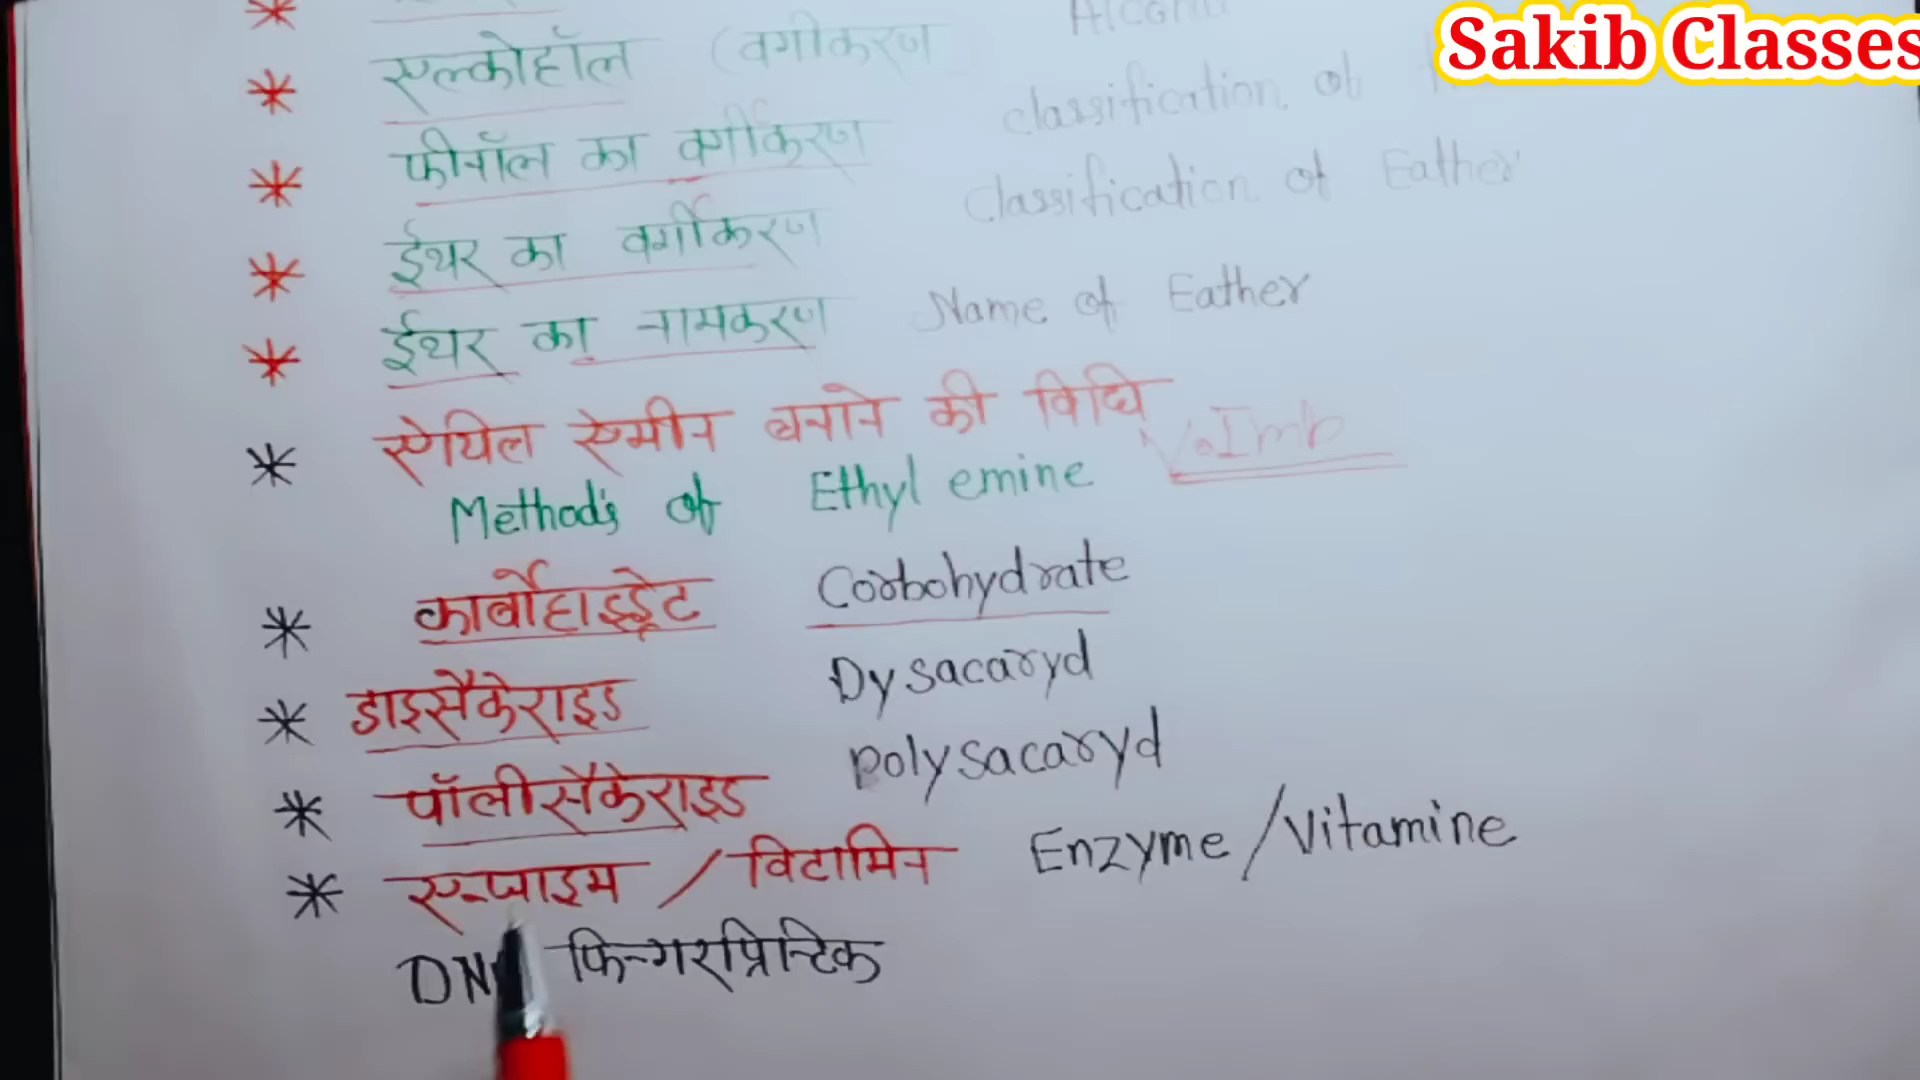 Sakib Classes
एल्कोहॉल (वर्गीकरण
फीनॉल का वर्गीकरण classification of
ईथर का वर्गीकरण classification of Eather
ईथर का नामकरण Name of Eather
ऐथिल ऐमीन बनाने की विधि V.Imp
Method's of Ethyl emine
कार्बोहाइड्रेट Corbohydrate
डाइसैकेराइड Dysacaryd
पॉलीसैकेराइड polysacaryd
एन्जाइम / विटामिन Enzyme/Vitamine
DN फिन्गरप्रिन्टिक